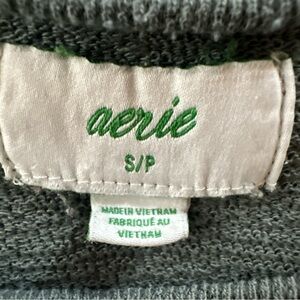 aerie
S/P
MADE IN VIETNAM
FABRIQUÉ AU
VIETNAM